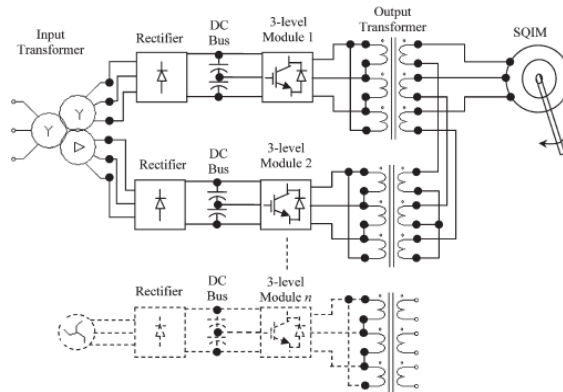 Input
Transformer
Rectifier
DC
Bus
3-level
Module 1
Output
Transformer
SQIM
Y
Y
Δ
Rectifier
DC
Bus
3-level
Module 2
Rectifier
DC
Bus
3-level
Module n